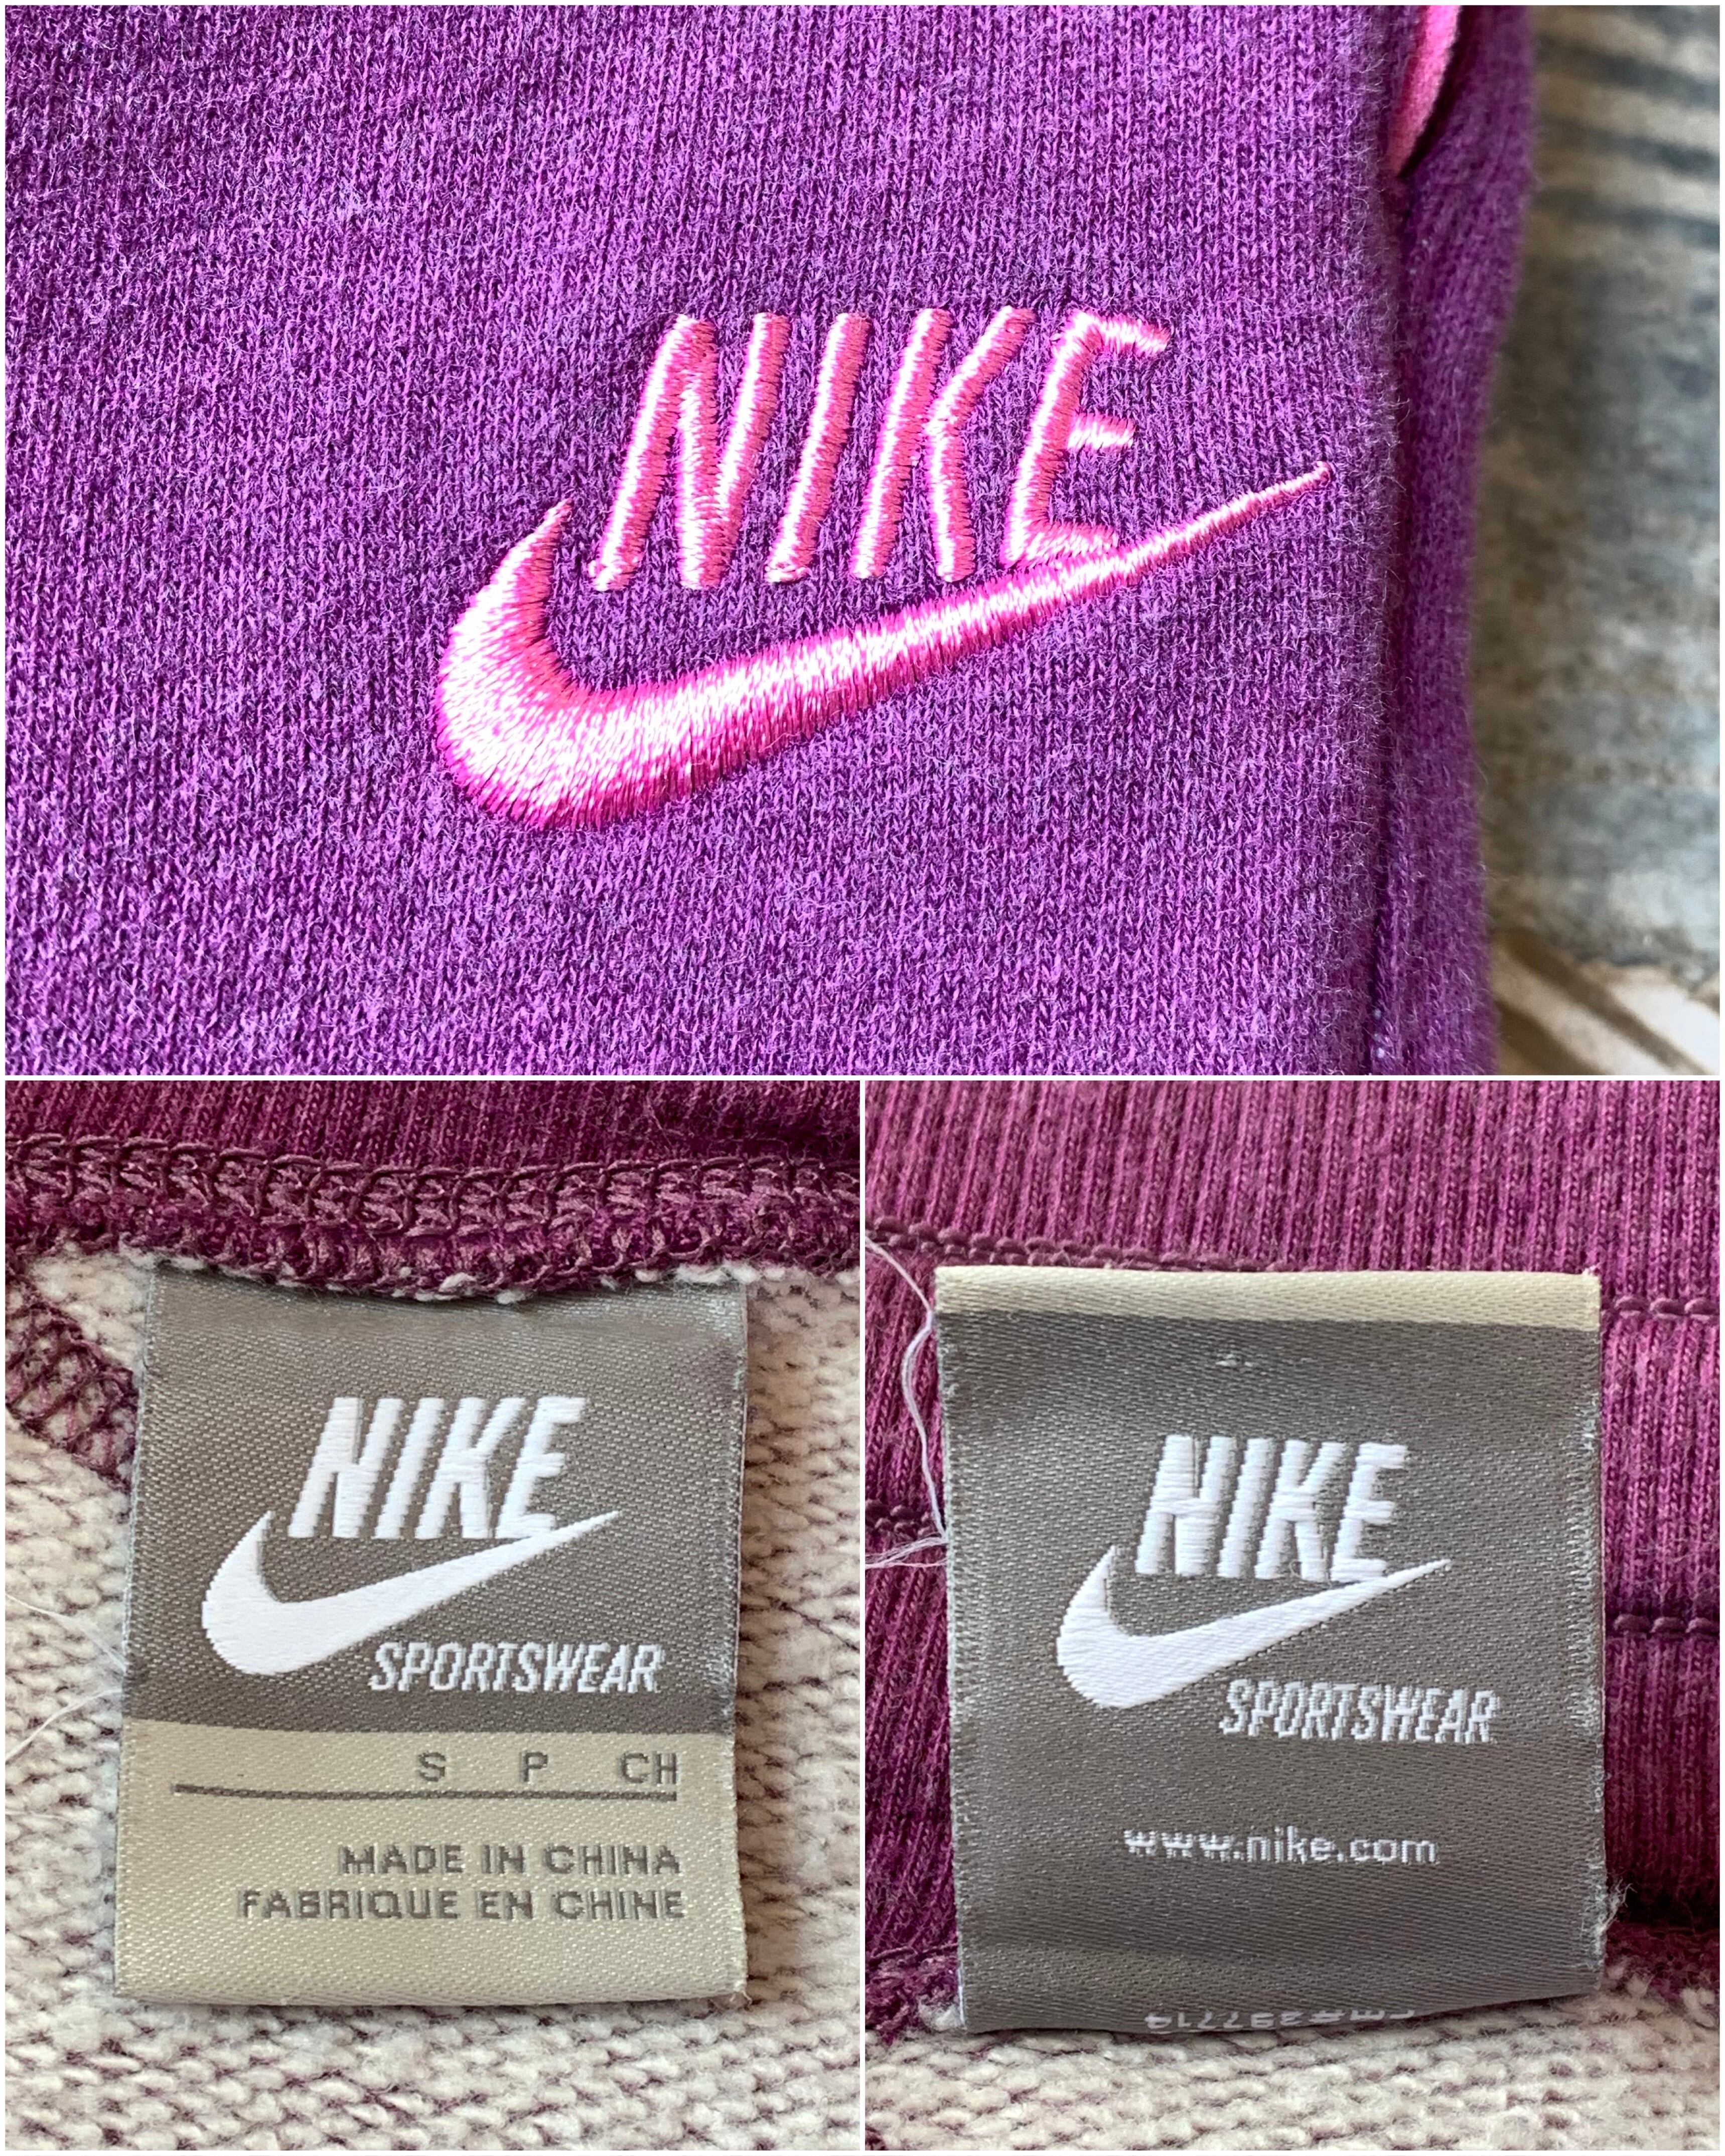 NIKE
NIKE
SPORTSWEAR
S P CH
MADE IN CHINA
FABRIQUE EN CHINE
NIKE
SPORTSWEAR
www.nike.com